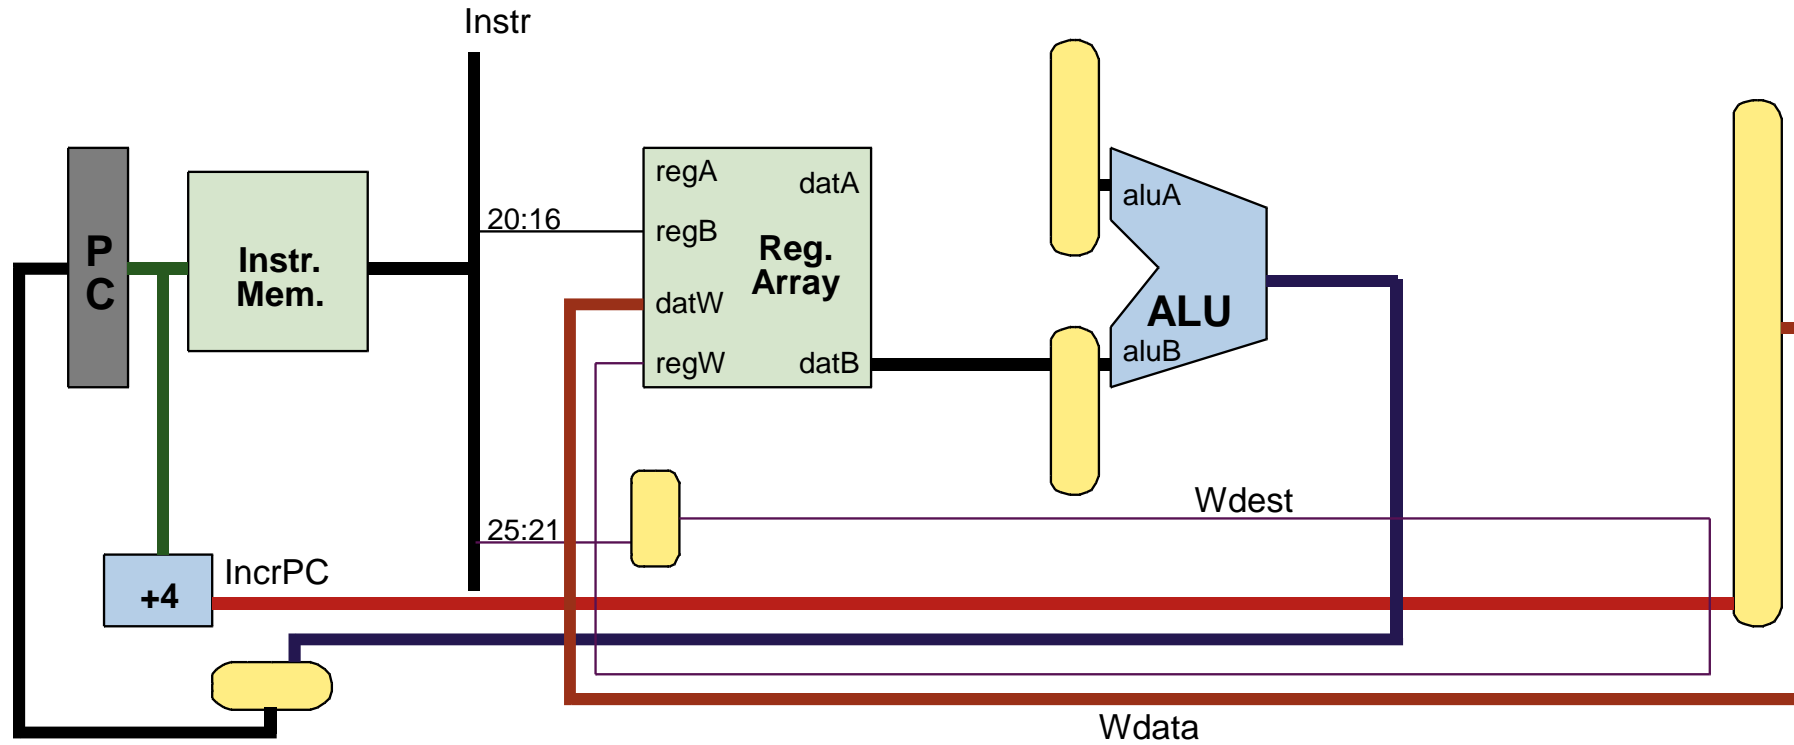 Instr
P
C
Instr.
Mem.
20:16
regA
datA
regB
Reg.
Array
datW
regW
datB
aluA
ALU
aluB
25:21
Wdest
IncrPC
+4
Wdata